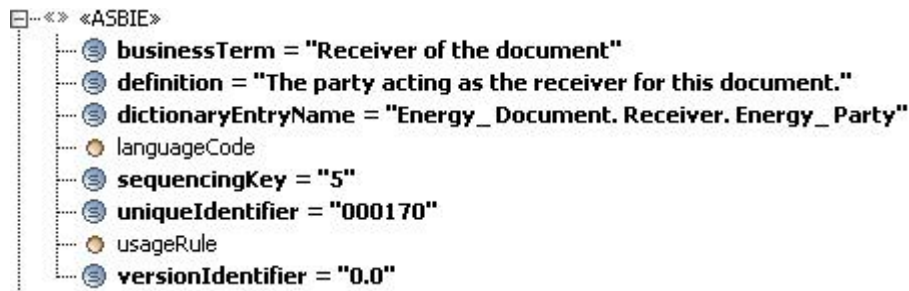 «ASBIE»
businessTerm = "Receiver of the document"
definition = "The party acting as the receiver for this document."
dictionaryEntryName = "Energy_ Document. Receiver. Energy_ Party"
languageCode
sequencingKey = "5"
uniqueIdentifier = "000170"
usageRule
versionIdentifier = "0.0"